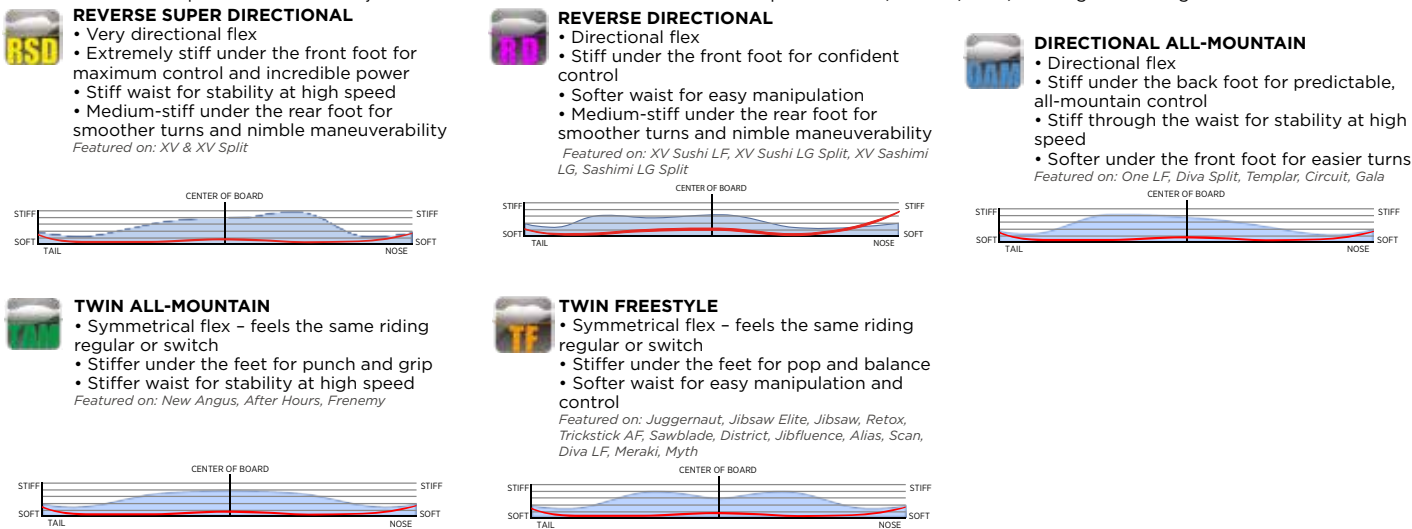 REVERSE SUPER DIRECTIONAL
• Very directional flex
• Extremely stiff under the front foot for
maximum control and incredible power
• Stiff waist for stability at high speed
• Medium-stiff under the rear foot for
smoother turns and nimble maneuverability
Featured on: XV & XV Split
RSD
CENTER OF BOARD
STIFF
STIFF
SOFT
SOFT
TAIL
NOSE
REVERSE DIRECTIONAL
• Directional flex
• Stiff under the front foot for confident
control
• Softer waist for easy manipulation
• Medium-stiff under the rear foot for
smoother turns and nimble maneuverability
Featured on: XV Sushi LF, XV Sushi LG Split, XV Sashimi
LG, Sashimi LG Split
RD
CENTER OF BOARD
STIFF
STIFF
SOFT
SOFT
TAIL
NOSE
DIRECTIONAL ALL-MOUNTAIN
• Directional flex
• Stiff under the back foot for predictable,
all-mountain control
• Stiff through the waist for stability at high
speed
• Softer under the front foot for easier turns
Featured on: One LF, Diva Split, Templar, Circuit, Gala
DAM
CENTER OF BOARD
STIFF
STIFF
SOFT
SOFT
TAIL
NOSE
TWIN ALL-MOUNTAIN
• Symmetrical flex – feels the same riding
regular or switch
• Stiffer under the feet for punch and grip
• Stiffer waist for stability at high speed
Featured on: New Angus, After Hours, Frenemy
TAM
CENTER OF BOARD
STIFF
STIFF
SOFT
SOFT
TAIL
NOSE
TWIN FREESTYLE
• Symmetrical flex – feels the same riding
regular or switch
• Stiffer under the feet for pop and balance
• Softer waist for easy manipulation and
control
Featured on: Juggernaut, Jibsaw Elite, Jibsaw, Retox,
Trickstick AF, Sawblade, District, Jibfluence, Alias, Scan,
Diva LF, Meraki, Myth
TF
CENTER OF BOARD
STIFF
STIFF
SOFT
SOFT
TAIL
NOSE